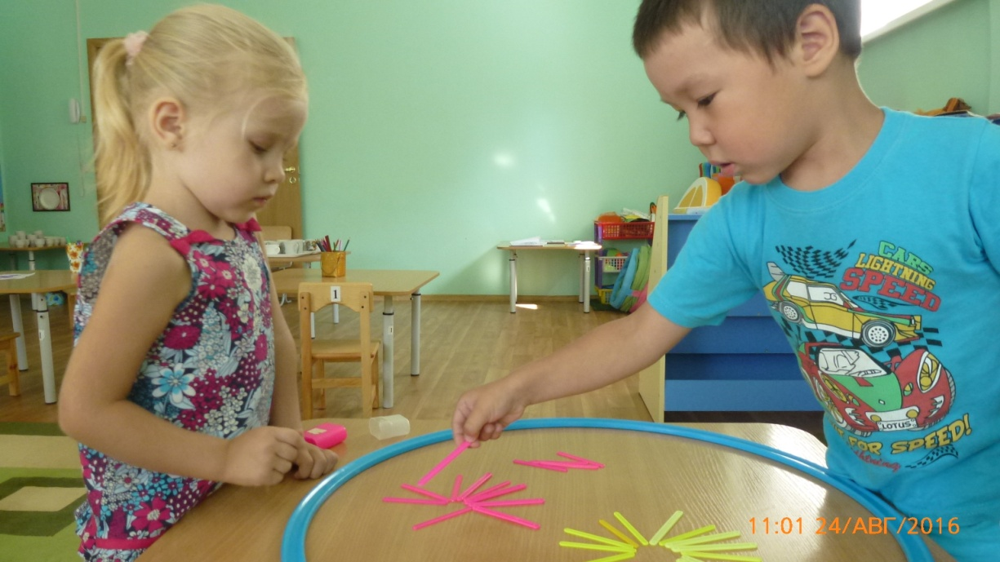 1
CARS
LIGHTNING
SPEED
LOTUS
FOR SPEED!
11:01 24/АВГ/2016